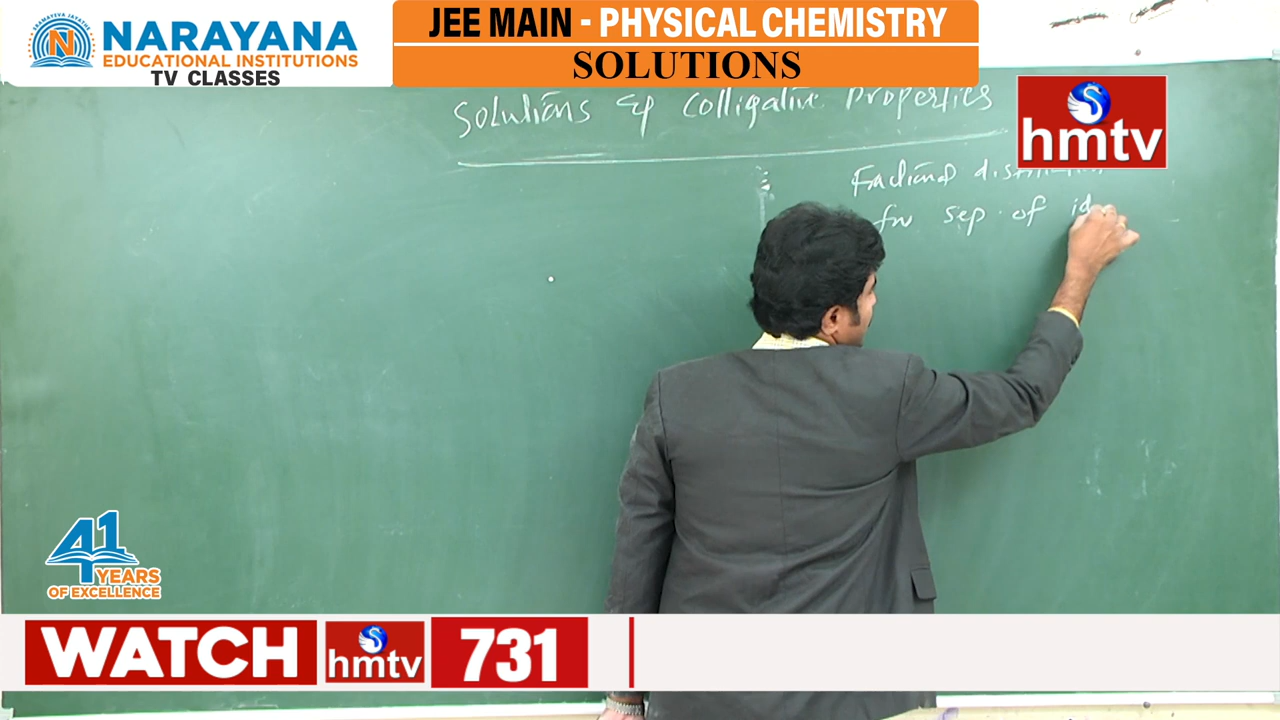 NARAYANA
EDUCATIONAL INSTITUTIONS
TV CLASSES
JEE MAIN - PHYSICAL CHEMISTRY
SOLUTIONS
Solutions & Colligative Properties
hmtv
for sep. of id
41
YEARS
OF EXCELLENCE
WATCH hmtv 731